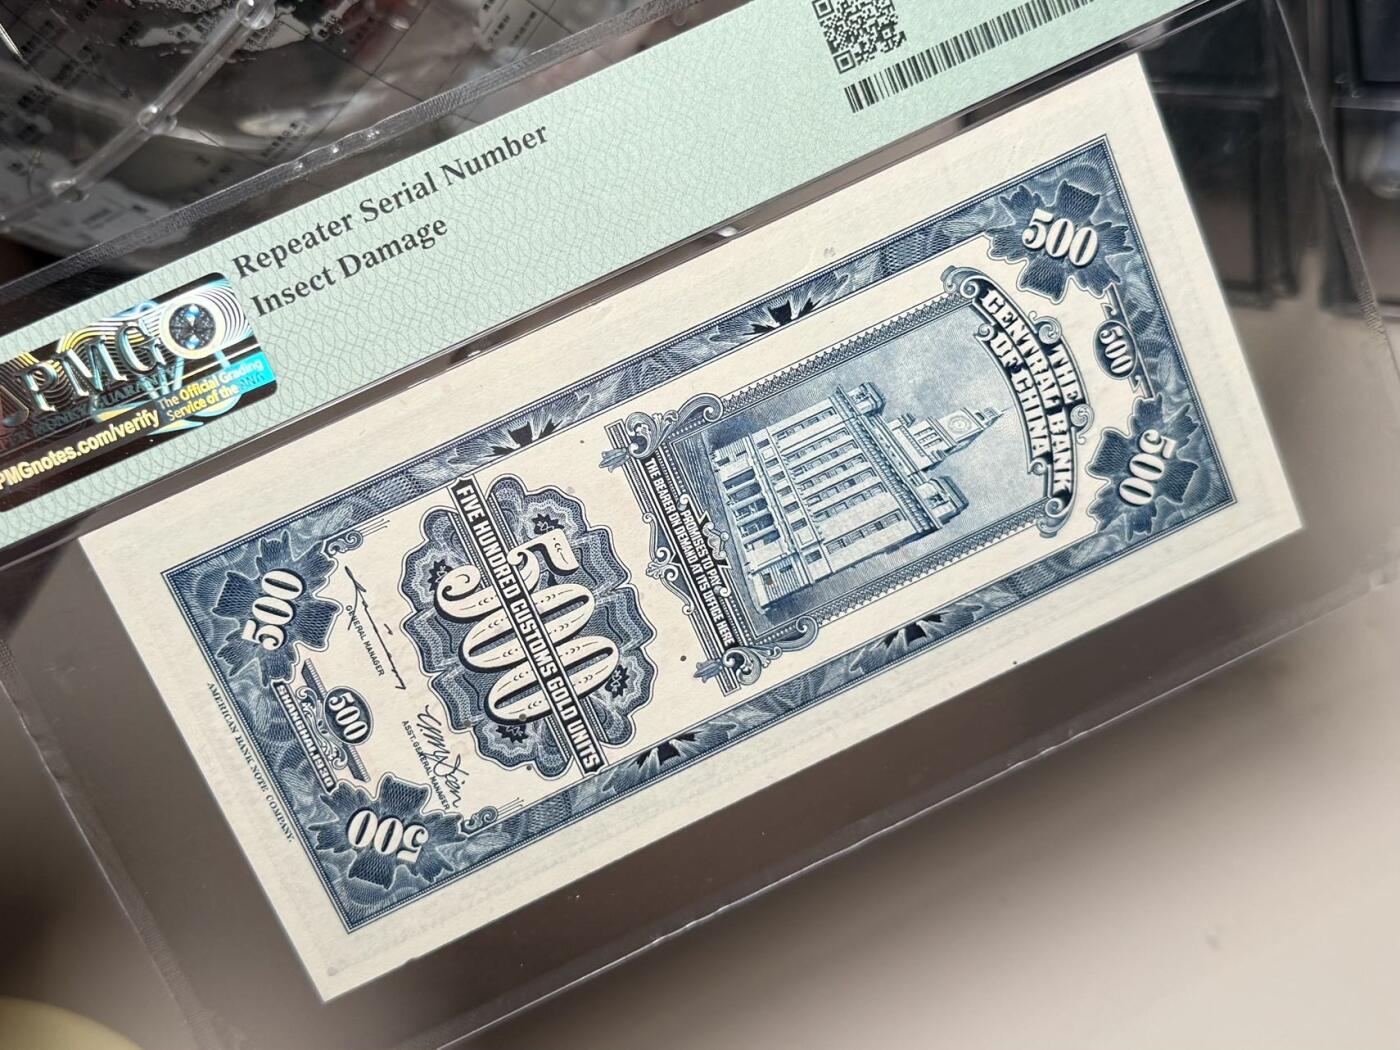 Repeater Serial Number
Insect Damage
PMG
The Official Grading
Service of the ANA
PMGnotes.com/verify
500
500
500
THE
CENTRAL BANK
OF CHINA
PROMISES TO PAY
THE BEARER ON DEMAND AT ITS OFFICE HERE
500
FIVE HUNDRED CUSTOMS GOLD UNITS
GENERAL MANAGER
ASST. GENERAL MANAGER
500
500
SHANGHAI 1930
500
AMERICAN BANK NOTE COMPANY.